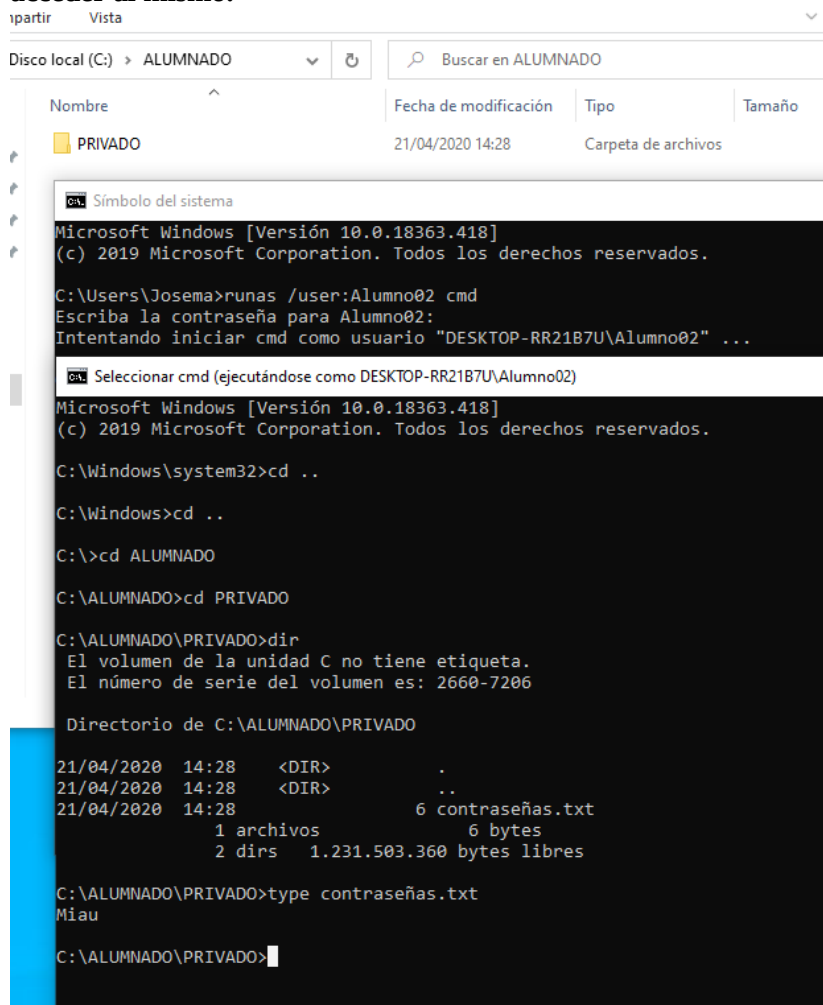 Vista
Disco local (C:) > ALUMNADO
Buscar en ALUMNADO
Nombre Fecha de modificación Tipo Tamaño
PRIVADO 21/04/2020 14:28 Carpeta de archivos
Símbolo del sistema
Microsoft Windows [Versión 10.0.18363.418]
(c) 2019 Microsoft Corporation. Todos los derechos reservados.
C:\Users\Josema>runas /user:Alumno02 cmd
Escriba la contraseña para Alumno02:
Intentando iniciar cmd como usuario "DESKTOP-RR21B7U\Alumno02" ...
Seleccionar cmd (ejecutándose como DESKTOP-RR21B7U\Alumno02)
Microsoft Windows [Versión 10.0.18363.418]
(c) 2019 Microsoft Corporation. Todos los derechos reservados.
C:\Windows\system32>cd ..
C:\Windows>cd ..
C:\>cd ALUMNADO
C:\ALUMNADO>cd PRIVADO
C:\ALUMNADO\PRIVADO>dir
El volumen de la unidad C no tiene etiqueta.
El número de serie del volumen es: 2660-7206
Directorio de C:\ALUMNADO\PRIVADO
21/04/2020 14:28 <DIR> .
21/04/2020 14:28 <DIR> ..
21/04/2020 14:28 6 contraseñas.txt
1 archivos 6 bytes
2 dirs 1.231.503.360 bytes libres
C:\ALUMNADO\PRIVADO>type contraseñas.txt
Miau
C:\ALUMNADO\PRIVADO>